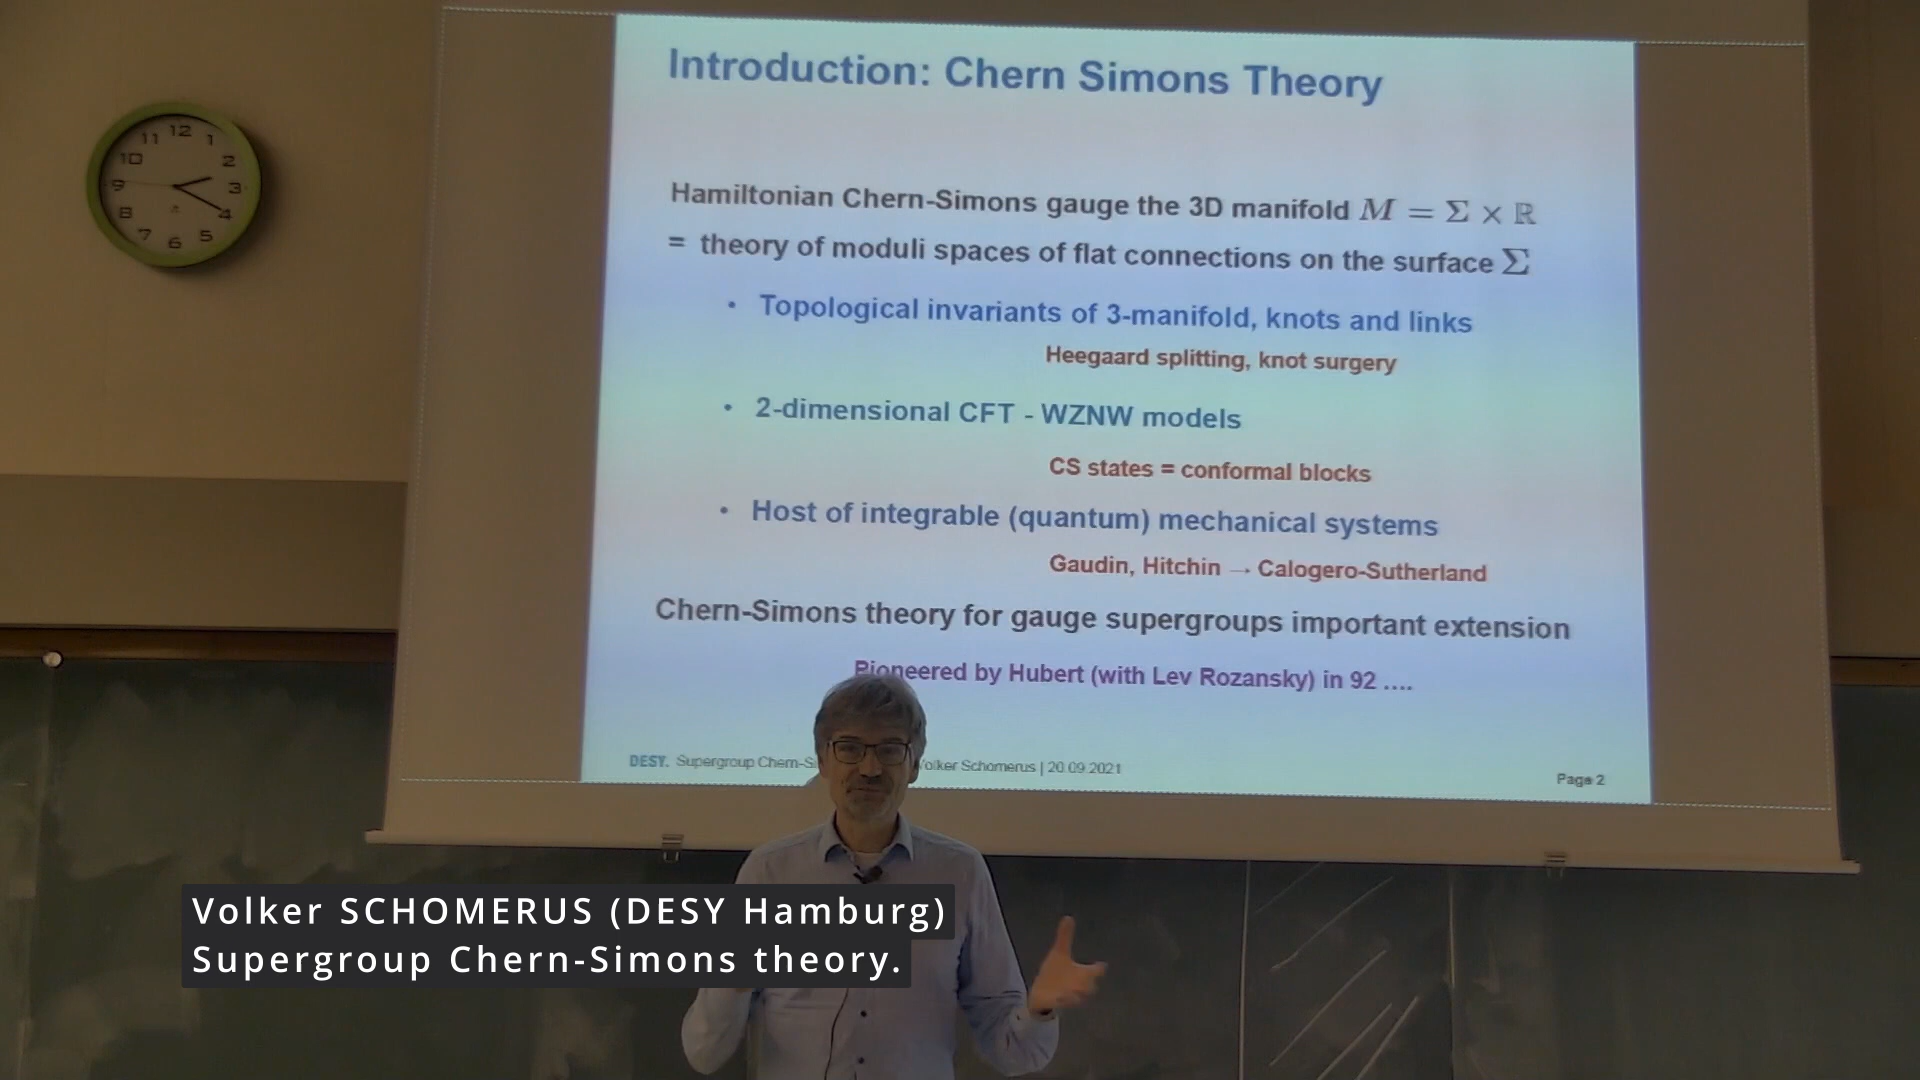 Introduction: Chern Simons Theory
Hamiltonian Chern-Simons gauge the 3D manifold M = Σ × ℝ
= theory of moduli spaces of flat connections on the surface Σ
• Topological invariants of 3-manifold, knots and links
Heegaard splitting, knot surgery
• 2-dimensional CFT - WZNW models
CS states = conformal blocks
• Host of integrable (quantum) mechanical systems
Gaudin, Hitchin → Calogero-Sutherland
Chern-Simons theory for gauge supergroups important extension
Pioneered by Hubert (with Lev Rozansky) in 92 ....
DESY. Supergroup Chern-Si Volker Schomerus | 20.09.2021
Page 2
12
11 1
10 2
9 3
8 4
7 6 5
Volker SCHOMERUS (DESY Hamburg)
Supergroup Chern-Simons theory.